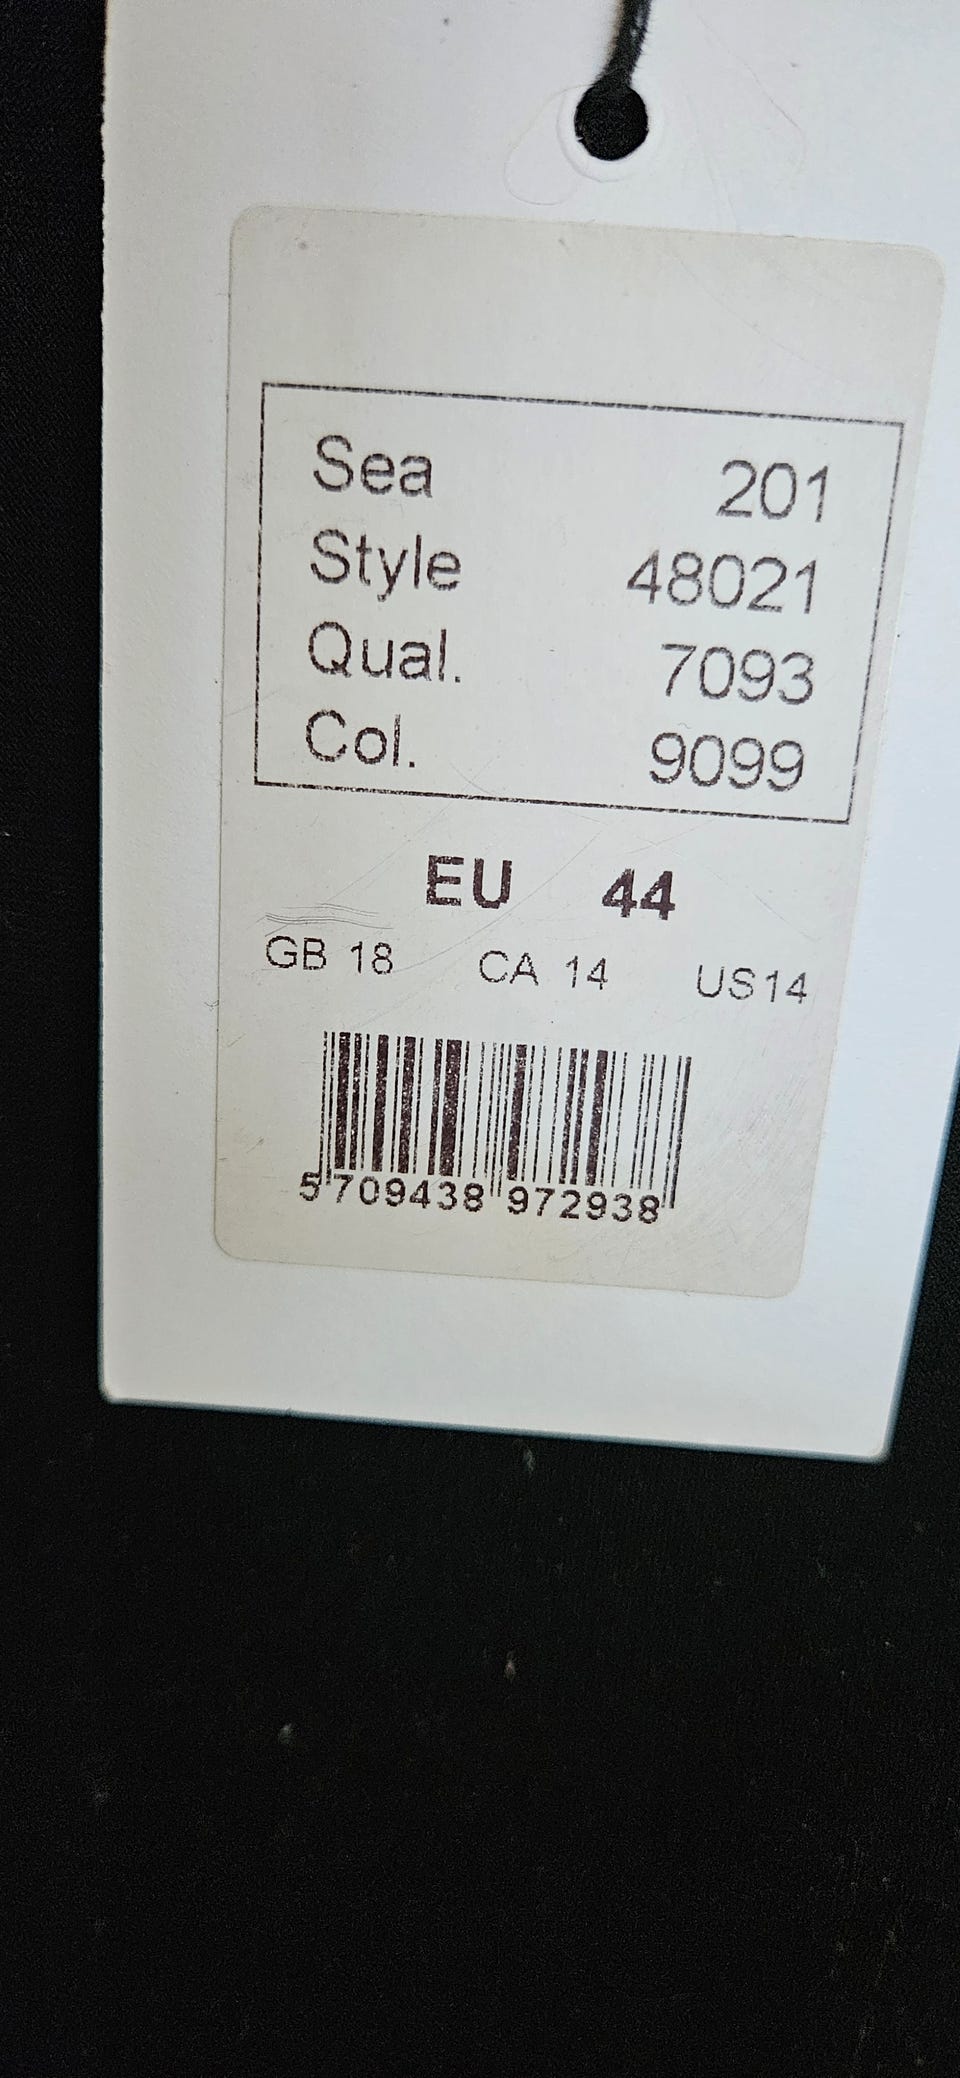 Sea 201
Style 48021
Qual. 7093
Col. 9099
EU 44
GB 18 CA 14 US14
5 709438 972938